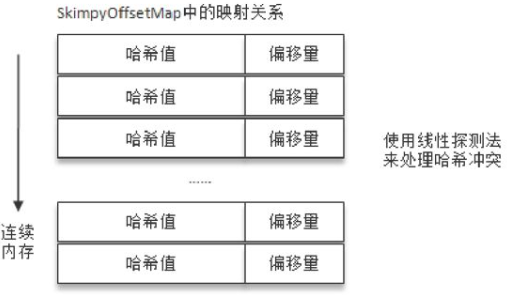 SkimpyOffsetMap中的映射关系
哈希值 偏移量
哈希值 偏移量
哈希值 偏移量
使用线性探测法
来处理哈希冲突
……
连续
内存
哈希值 偏移量
哈希值 偏移量